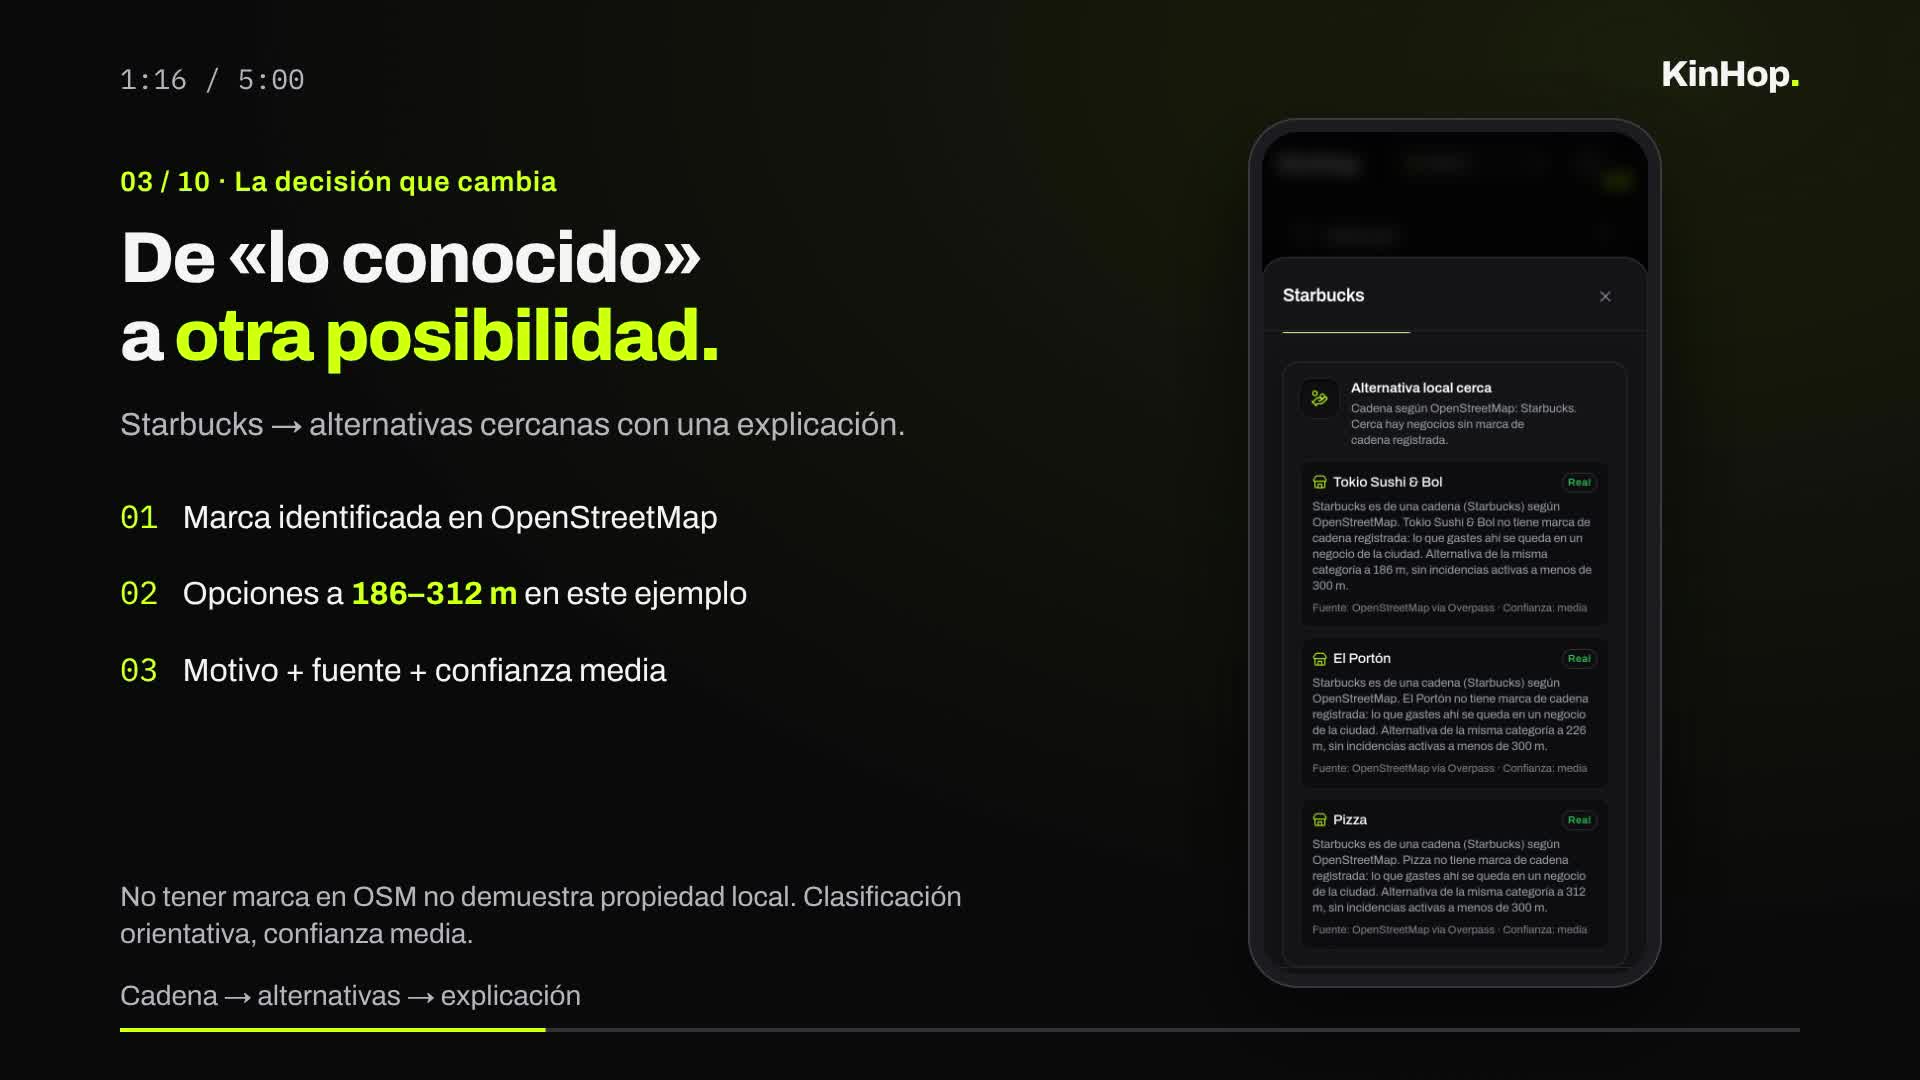 1:16 / 5:00
KinHop.
03 / 10 · La decisión que cambia
De «lo conocido»
a otra posibilidad.
Starbucks → alternativas cercanas con una explicación.
01 Marca identificada en OpenStreetMap
02 Opciones a 186–312 m en este ejemplo
03 Motivo + fuente + confianza media
No tener marca en OSM no demuestra propiedad local. Clasificación
orientativa, confianza media.
Cadena → alternativas → explicación
Starbucks
Alternativa local cerca
Cadena según OpenStreetMap: Starbucks.
Cerca hay negocios sin marca de
cadena registrada.
Tokio Sushi & Bol Real
Starbucks es de una cadena (Starbucks) según
OpenStreetMap. Tokio Sushi & Bol no tiene marca de
cadena registrada: lo que gastes ahí se queda en un
negocio de la ciudad. Alternativa de la misma
categoría a 186 m, sin incidencias activas a menos de
300 m.
Fuente: OpenStreetMap vía Overpass · Confianza: media
El Portón Real
Starbucks es de una cadena (Starbucks) según
OpenStreetMap. El Portón no tiene marca de cadena
registrada: lo que gastes ahí se queda en un negocio
de la ciudad. Alternativa de la misma categoría a 226
m, sin incidencias activas a menos de 300 m.
Fuente: OpenStreetMap vía Overpass · Confianza: media
Pizza Real
Starbucks es de una cadena (Starbucks) según
OpenStreetMap. Pizza no tiene marca de cadena
registrada: lo que gastes ahí se queda en un negocio
de la ciudad. Alternativa de la misma categoría a 312
m, sin incidencias activas a menos de 300 m.
Fuente: OpenStreetMap vía Overpass · Confianza: media